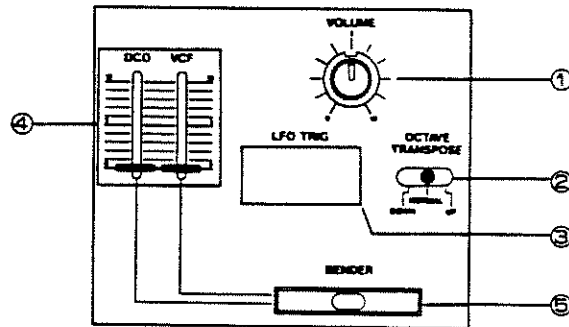 VOLUME
DCO VCF
①
④
LFO TRIG
OCTAVE
TRANSPOSE
②
NORMAL
DOWN UP
③
BENDER
⑤